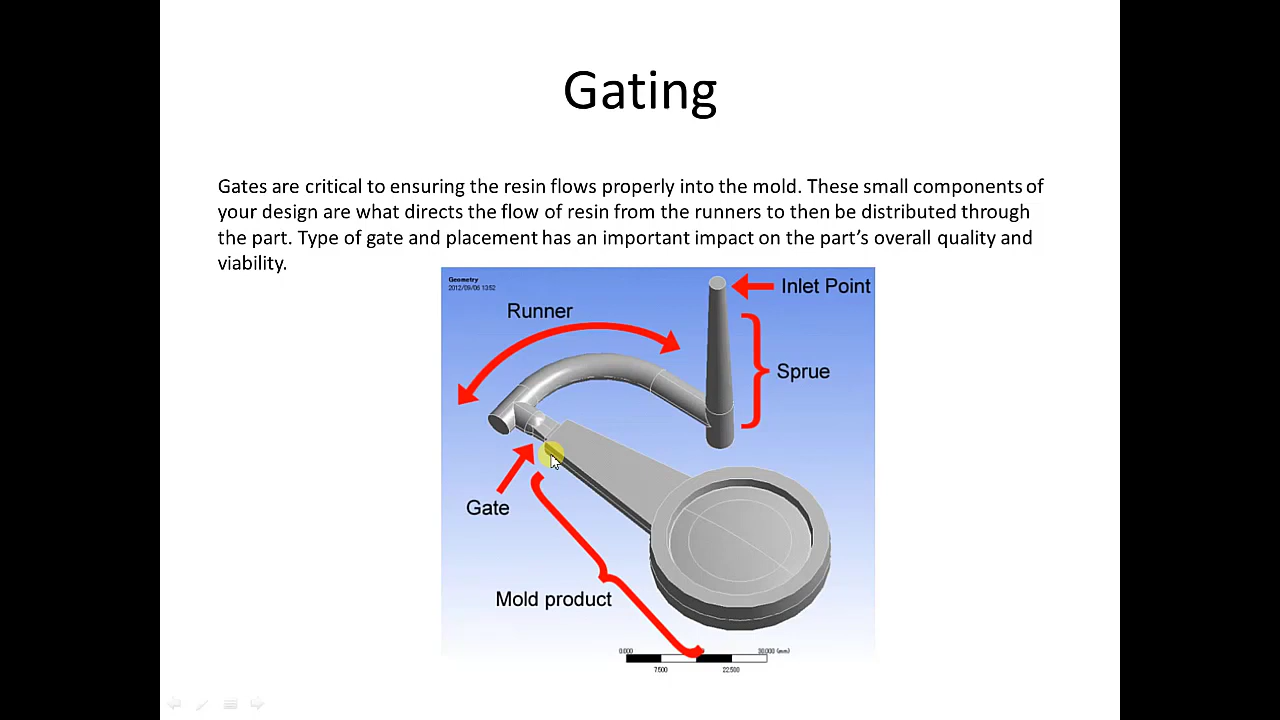 Gating
Gates are critical to ensuring the resin flows properly into the mold. These small components of
your design are what directs the flow of resin from the runners to then be distributed through
the part. Type of gate and placement has an important impact on the part’s overall quality and
viability.
Geometry
2012/09/06 13:52
Inlet Point
Runner
Sprue
Gate
Mold product
0.000 30.000 (mm)
7.500 22.500